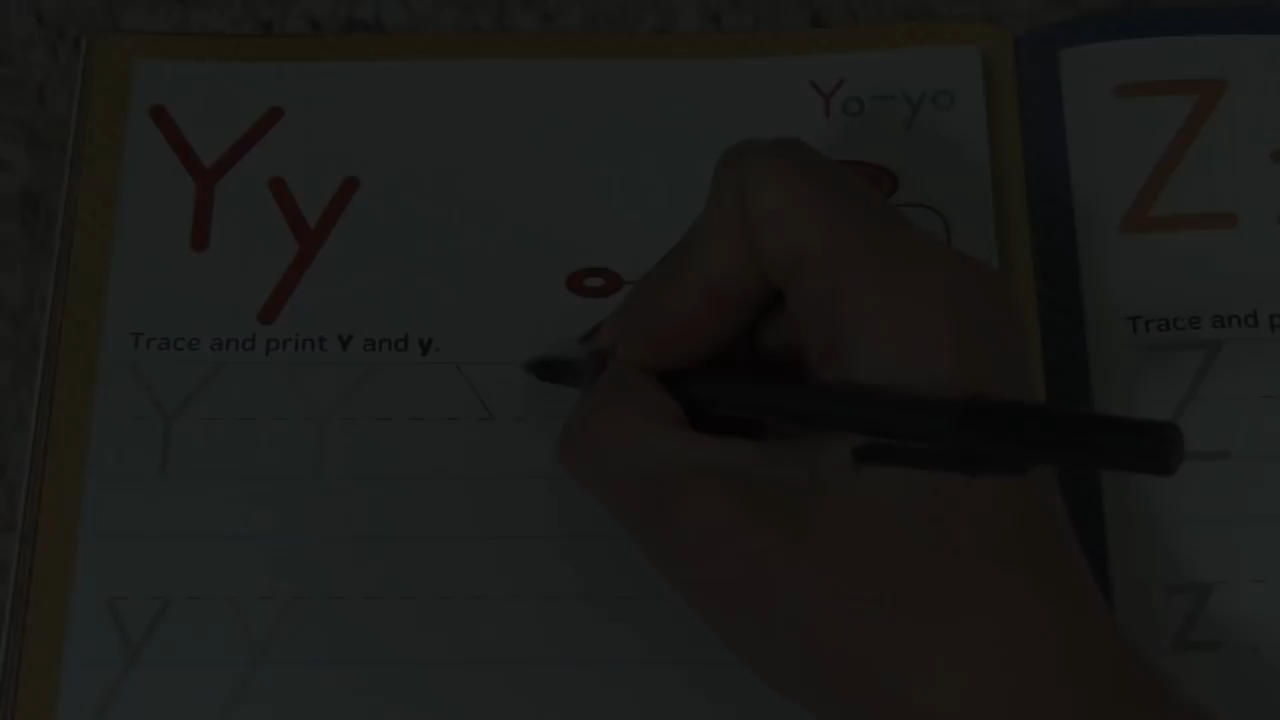 Yy
Yo-yo
Trace and print Y and y.
Y Y
y y
Z
Trace and p
Z
z